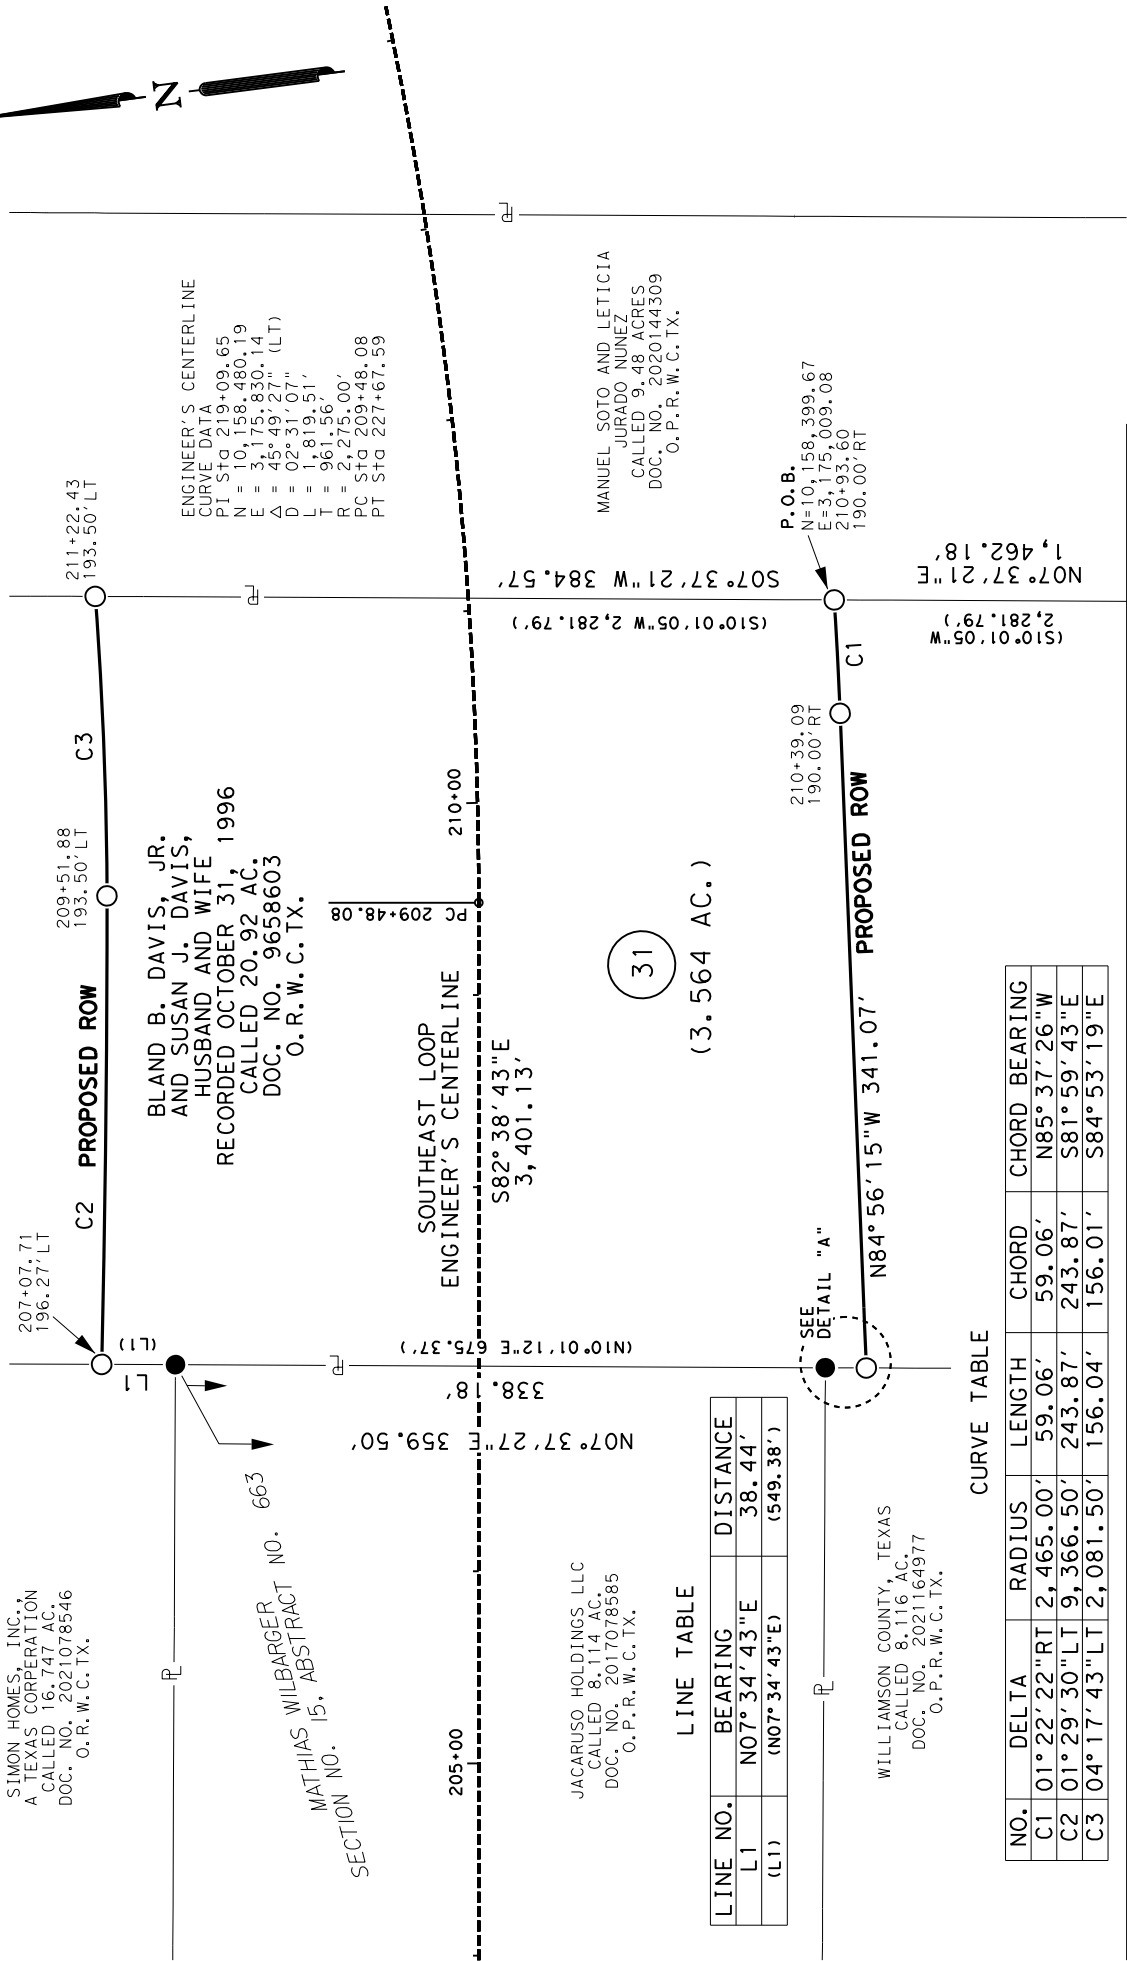 SIMON HOMES, INC.,
A TEXAS CORPERATION
CALLED 16.747 AC.
DOC. NO. 2021078546
O.R.W.C.TX.
207+07.71
196.27'LT
C2
PROPOSED ROW
209+51.88
193.50'LT
C3
211+22.43
193.50'LT
N
L1
(L1)
℄
BLAND B. DAVIS, JR.
AND SUSAN J. DAVIS,
HUSBAND AND WIFE
RECORDED OCTOBER 31, 1996
CALLED 20.92 AC.
DOC. NO. 9658603
O.R.W.C.TX.
ENGINEER'S CENTERLINE
CURVE DATA
PI Sta 219+09.65
N = 10,158,480.19
E = 3,175,830.14
Δ = 45°49'27" (LT)
D = 02°31'07"
L = 1,819.51'
T = 961.56'
R = 2,275.00'
PC Sta 209+48.08
PT Sta 227+67.59
MATHIAS WILBARGER
SECTION NO. 15, ABSTRACT NO. 663
N07°37'27"E 359.50'
338.18'
(N10°01'12"E 675.37')
205+00
SOUTHEAST LOOP
ENGINEER'S CENTERLINE
S82°38'43"E
3,401.13'
PC 209+48.08
210+00
JACARUSO HOLDINGS LLC
CALLED 8.114 AC.
DOC. NO. 2017078585
O.P.R.W.C.TX.
31
(3.564 AC.)
S07°37'21"W 384.57'
(S10°01'05"W 2,281.79')
MANUEL SOTO AND LETICIA
JURADO NUNEZ
CALLED 9.48 ACRES
DOC. NO. 2020144309
O.P.R.W.C.TX.
LINE TABLE
LINE NO. BEARING DISTANCE
L1 N07°34'43"E 38.44'
(L1) (N07°34'43"E) (549.38')
SEE
DETAIL "A"
210+39.09
190.00'RT
P.O.B.
N=10,158,399.67
E=3,175,009.08
210+93.60
190.00'RT
C1
PROPOSED ROW
N84°56'15"W 341.07'
WILLIAMSON COUNTY, TEXAS
CALLED 8.116 AC.
DOC. NO. 2021164977
O.P.R.W.C.TX.
N07°37'21"E
1,462.18'
(S10°01'05"W
2,281.79')
CURVE TABLE
NO. DELTA RADIUS LENGTH CHORD CHORD BEARING
C1 01°22'22"RT 2,465.00' 59.06' 59.06' N85°37'26"W
C2 01°29'30"LT 9,366.50' 243.87' 243.87' S81°59'43"E
C3 04°17'43"LT 2,081.50' 156.04' 156.01' S84°53'19"E